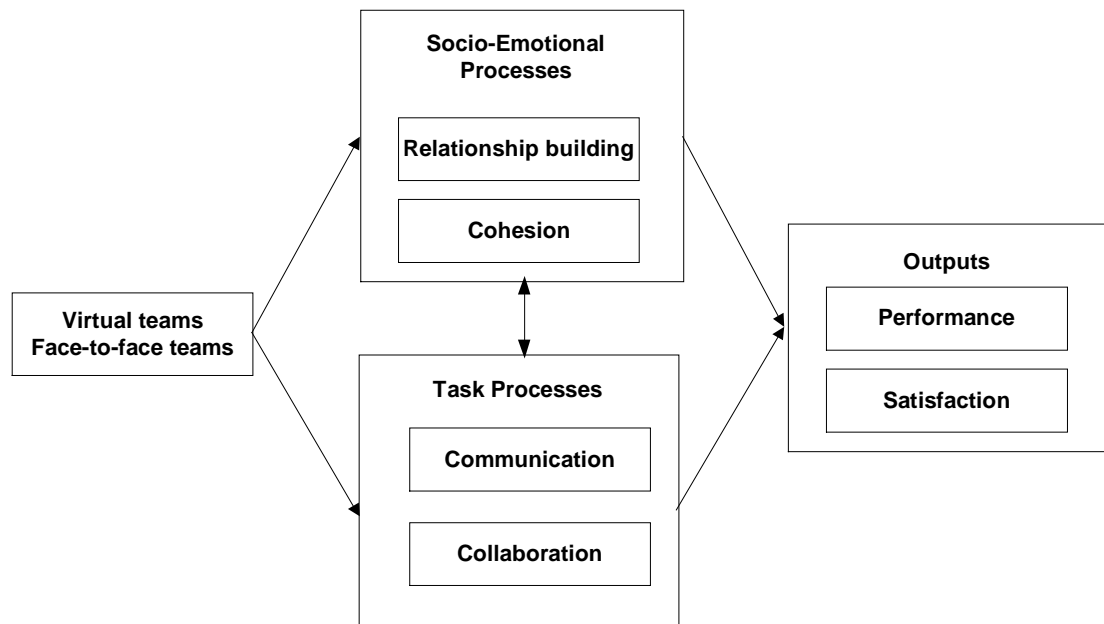 Socio-Emotional
Processes
Relationship building
Cohesion
Virtual teams
Face-to-face teams
Task Processes
Communication
Collaboration
Outputs
Performance
Satisfaction